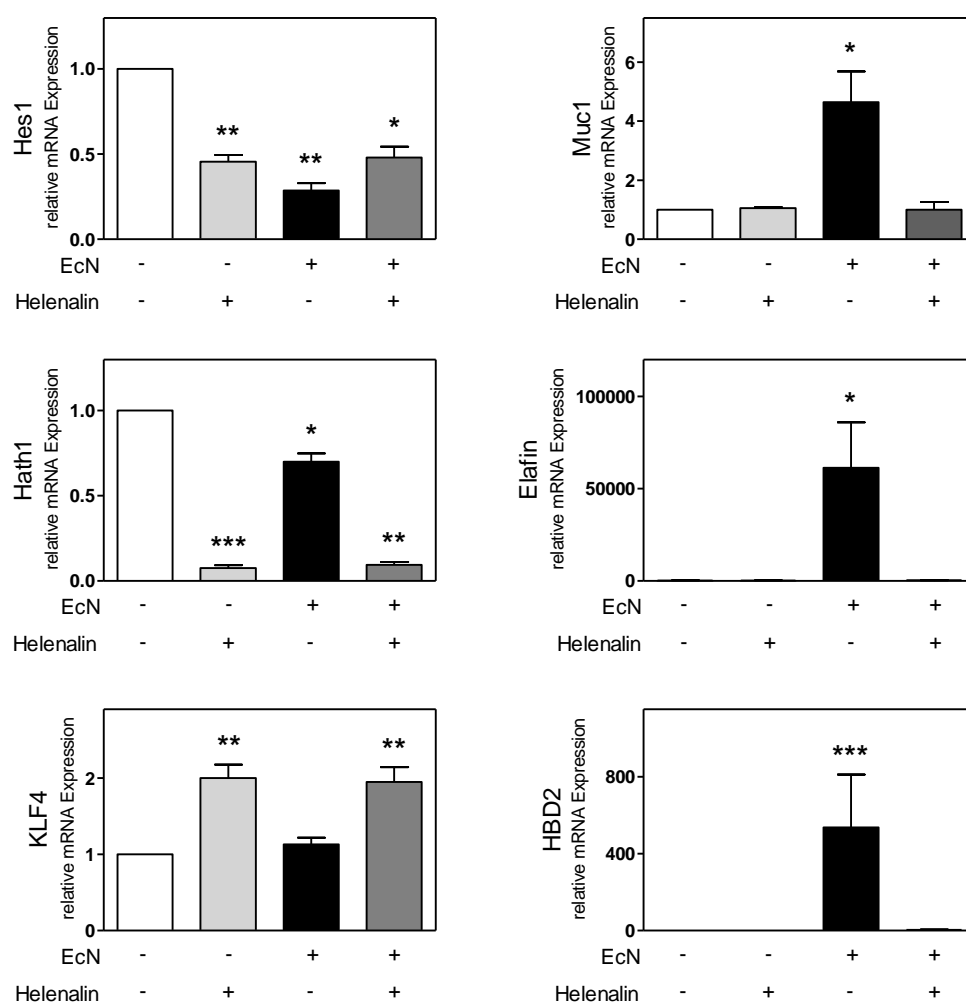 Hes1
relative mRNA Expression
1.0
0.5
0.0
**
**
*
EcN - - + +
Helenalin - + - +
Muc1
relative mRNA Expression
6
4
2
0
*
EcN - - + +
Helenalin - + - +
Hath1
relative mRNA Expression
1.0
0.5
0.0
***
*
**
EcN - - + +
Helenalin - + - +
Elafin
relative mRNA Expression
100000
50000
0
*
EcN - - + +
Helenalin - + - +
KLF4
relative mRNA Expression
2
1
0
**
**
EcN - - + +
Helenalin - + - +
HBD2
relative mRNA Expression
800
400
0
***
EcN - - + +
Helenalin - + - +